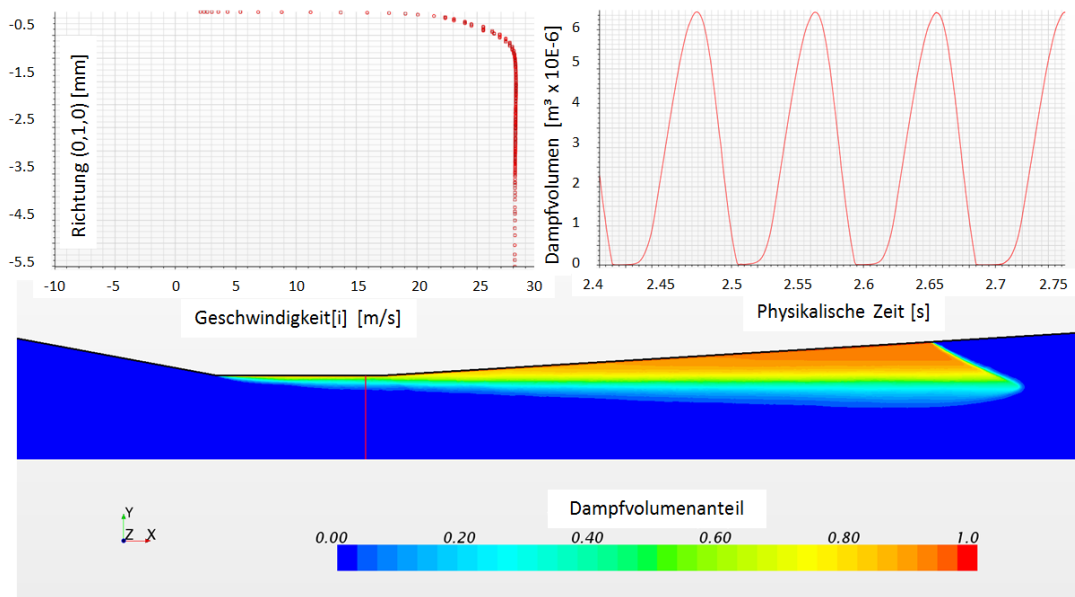 -0.5
-1.5
-2.5
-3.5
-4.5
-5.5
Richtung (0,1,0) [mm]
-10 -5 0 5 10 15 20 25 30
Geschwindigkeit[i] [m/s]
6
5
4
3
2
1
0
Dampfvolumen [m³ x 10E-6]
2.4 2.45 2.5 2.55 2.6 2.65 2.7 2.75
Physikalische Zeit [s]
Y
Z X
Dampfvolumenanteil
0.00 0.20 0.40 0.60 0.80 1.0